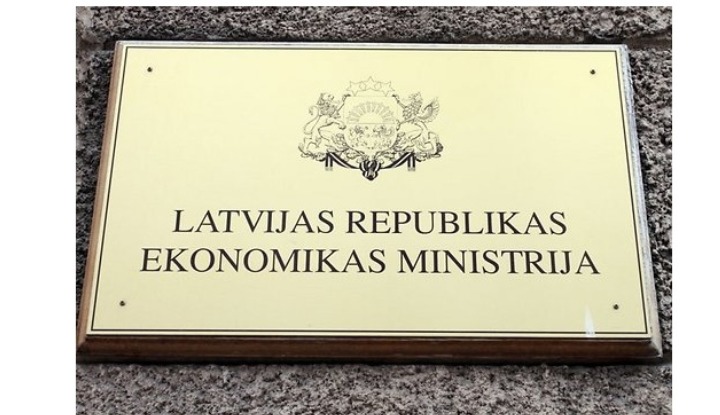 LATVIJAS REPUBLIKAS
EKONOMIKAS MINISTRIJA